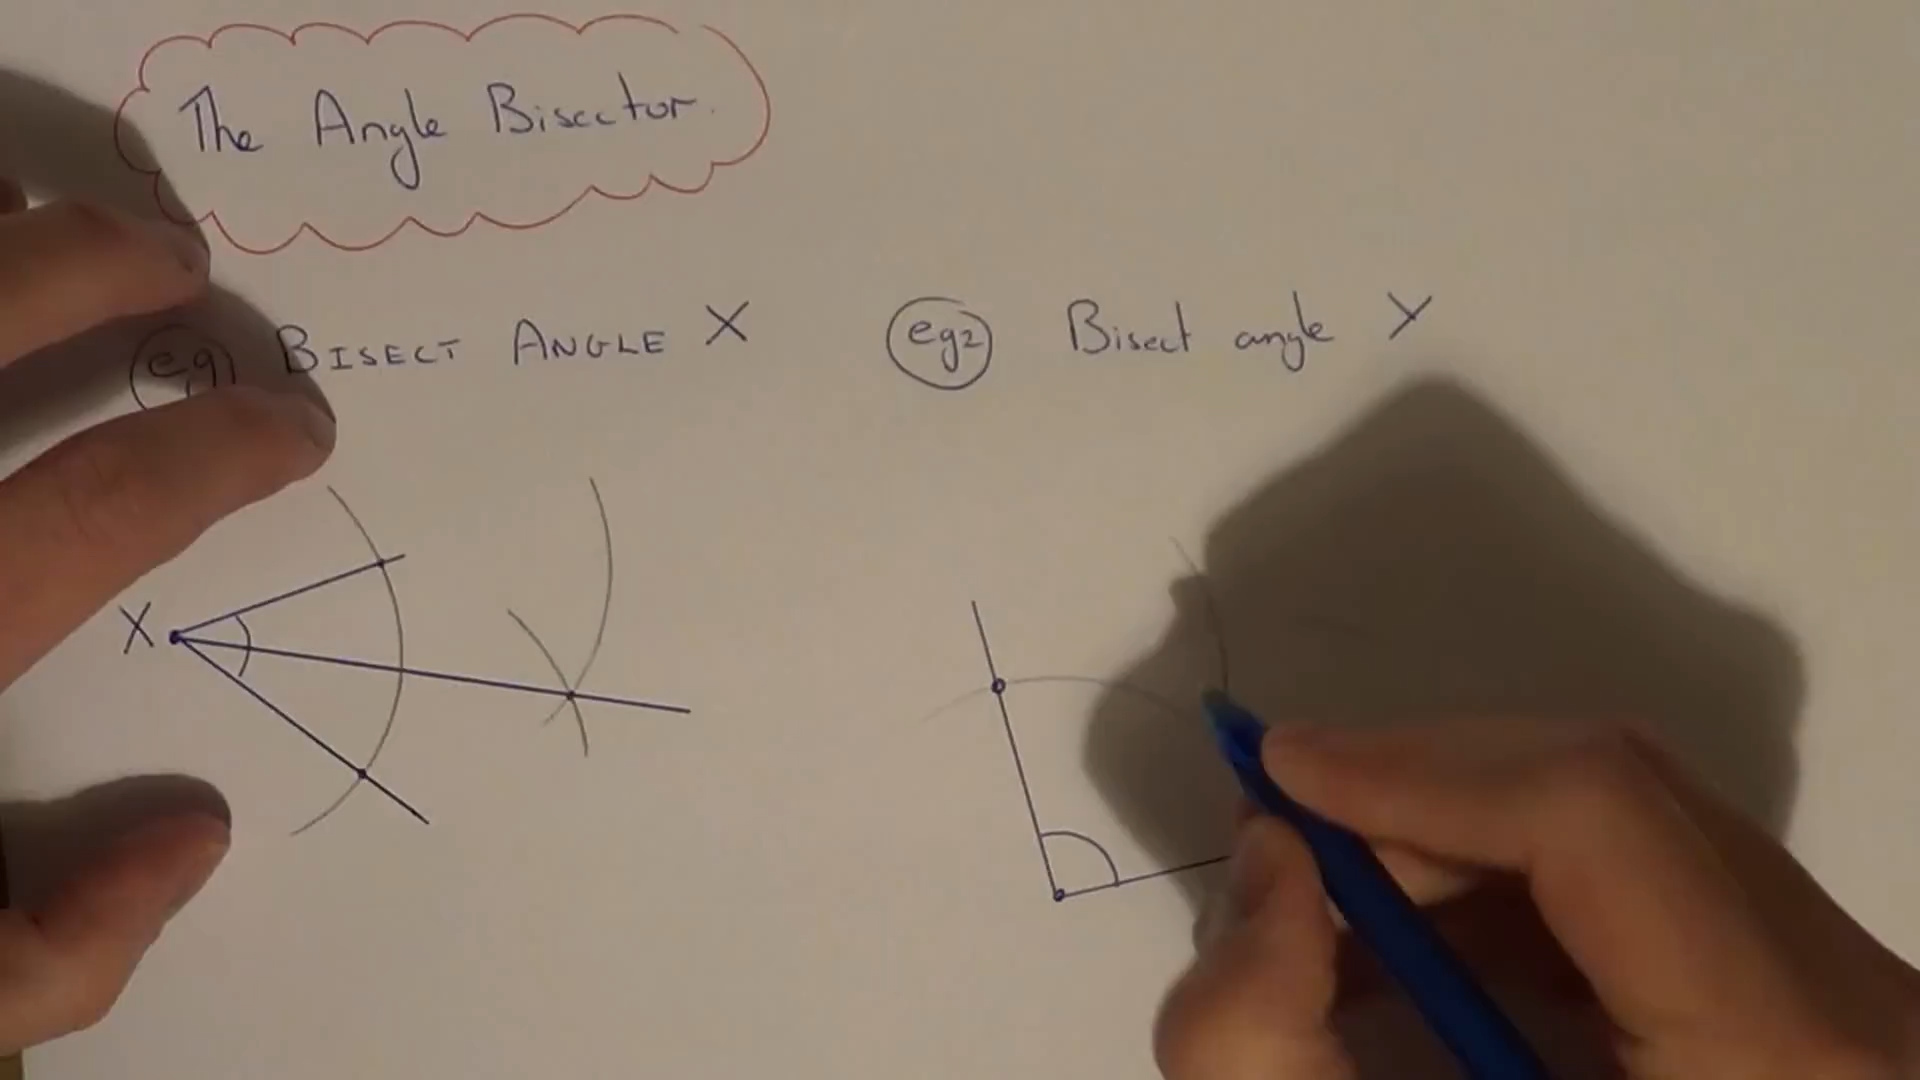 The Angle Bisector.
eg1 BISECT ANGLE X
eg2 Bisect angle Y
X